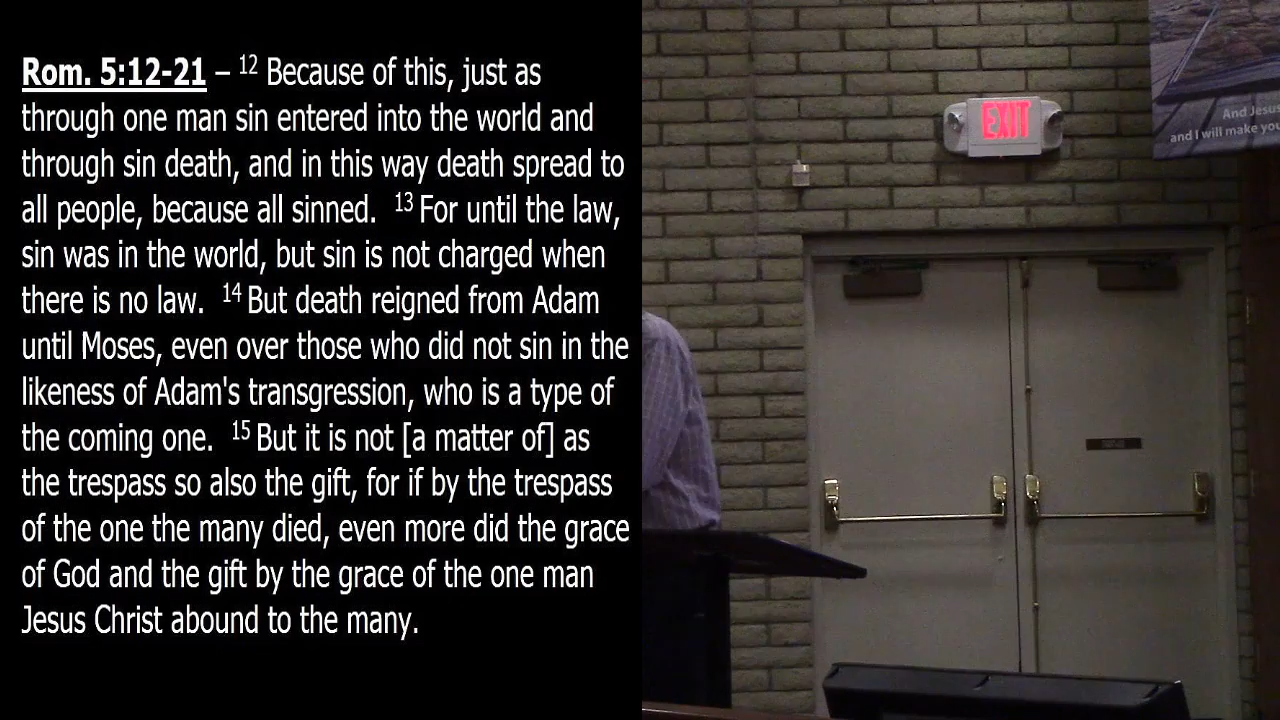 Rom. 5:12-21 – 12 Because of this, just as
through one man sin entered into the world and
through sin death, and in this way death spread to
all people, because all sinned. 13 For until the law,
sin was in the world, but sin is not charged when
there is no law. 14 But death reigned from Adam
until Moses, even over those who did not sin in the
likeness of Adam's transgression, who is a type of
the coming one. 15 But it is not [a matter of] as
the trespass so also the gift, for if by the trespass
of the one the many died, even more did the grace
of God and the gift by the grace of the one man
Jesus Christ abound to the many.
EXIT
And Jesus
and I will make you